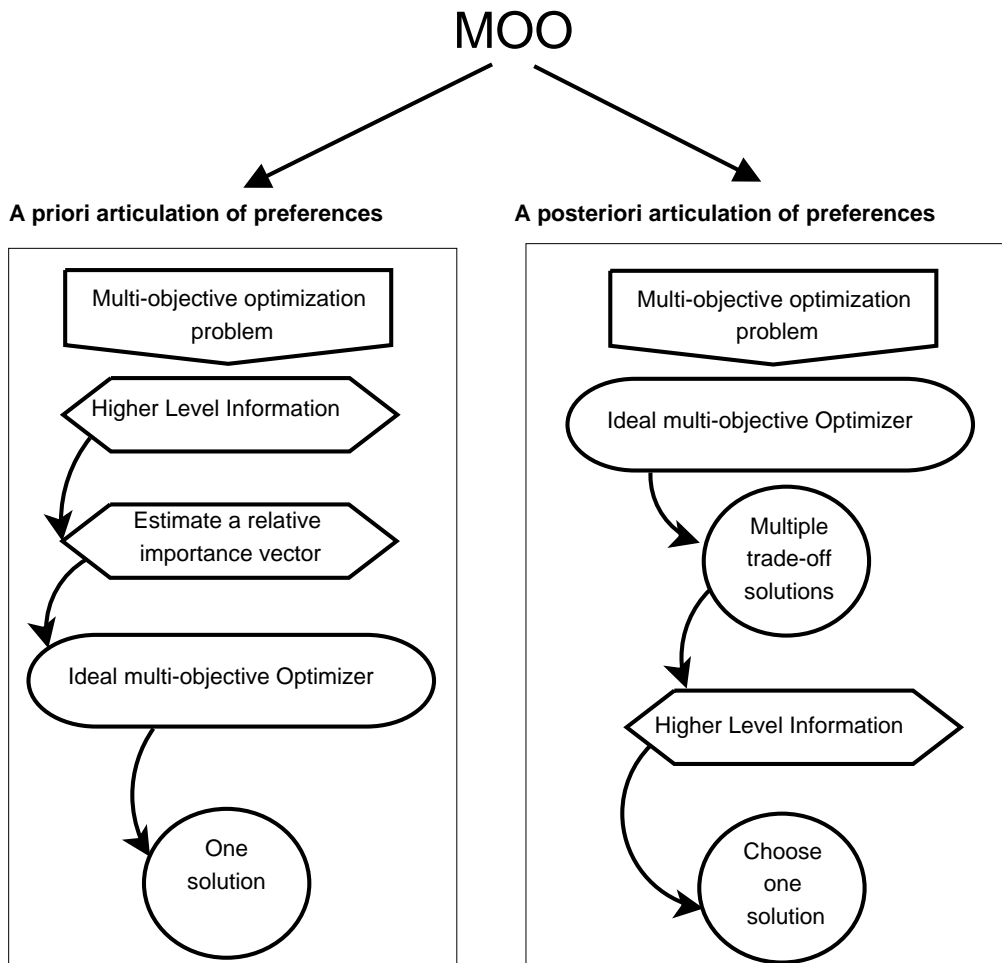 MOO
A priori articulation of preferences
Multi-objective optimization
problem
Higher Level Information
Estimate a relative
importance vector
Ideal multi-objective Optimizer
One
solution
A posteriori articulation of preferences
Multi-objective optimization
problem
Ideal multi-objective Optimizer
Multiple
trade-off
solutions
Higher Level Information
Choose
one
solution